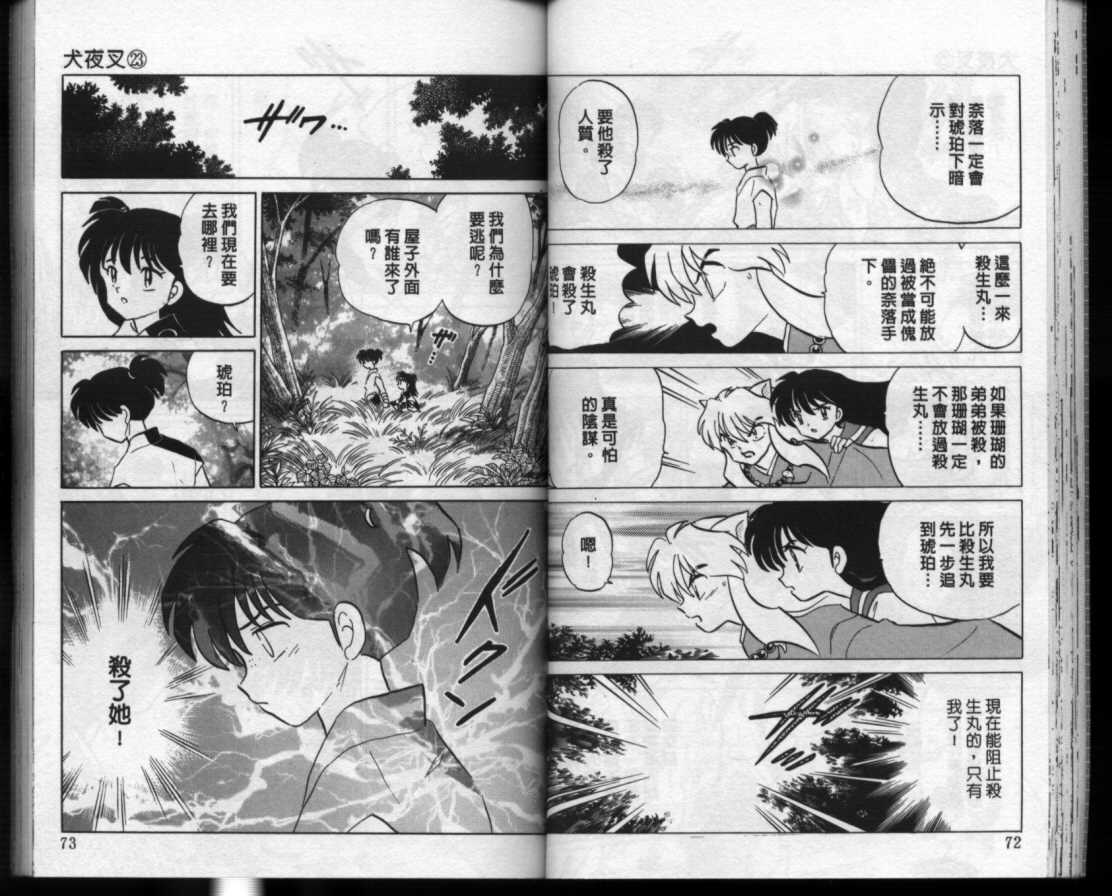 奈落一定會
對琥珀下暗
示……
要他殺了
人質。
這麼一來
殺生丸…
絕不可能放
過被當成傀
儡的奈落手
下。
殺生丸
會殺了
琥珀！
如果珊瑚的
弟弟被殺，
那珊瑚一定
不會放過殺
生丸……
真是可怕
的陰謀。
所以我要
比殺生丸
先一步追
到琥珀…
嗯！
現在能阻止殺
生丸的，只有
我了！
72
犬夜叉㉓
ザザッ…
我們為什麼
要逃呢？
屋子外面
有誰來了
嗎？
ザザ…
我們現在要
去哪裡？
琥珀？
ドクン
殺了她！
73